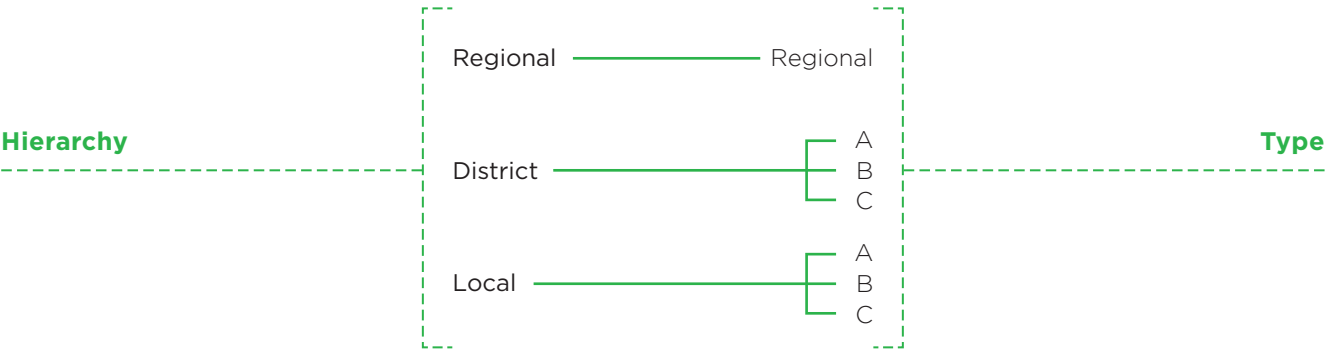 Regional Regional
Hierarchy
Type
A
District B
C
A
Local B
C